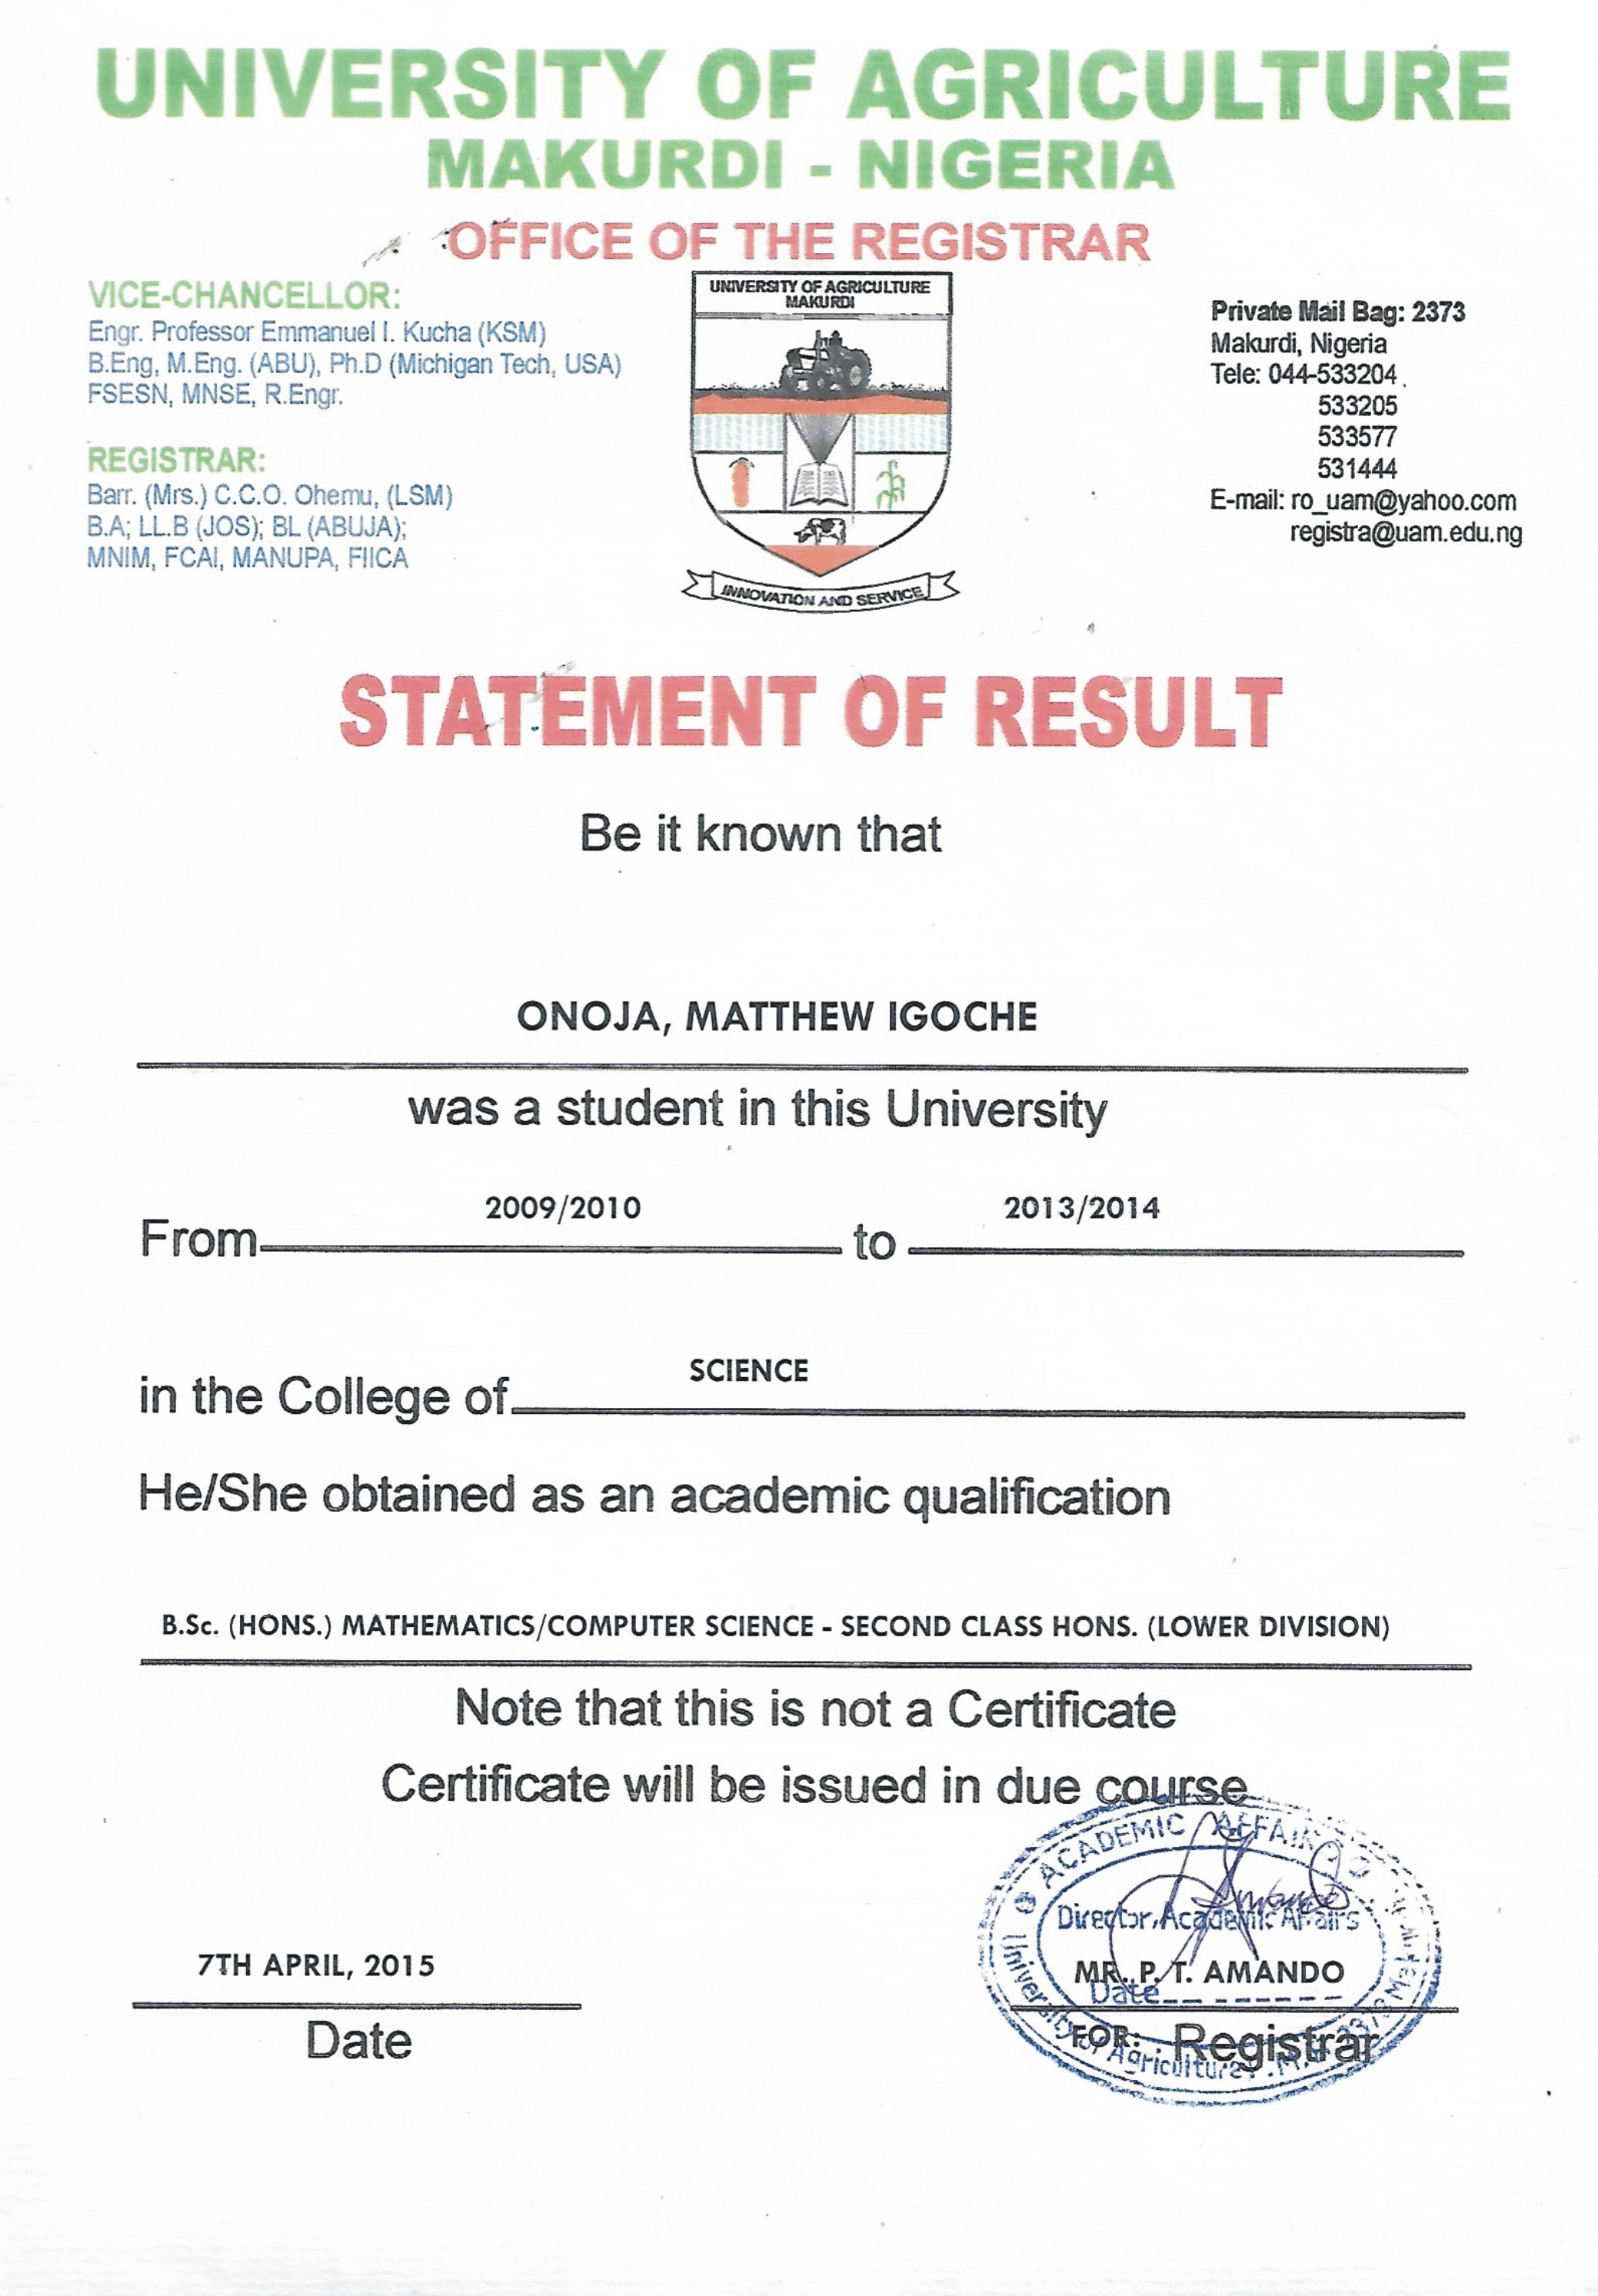 UNIVERSITY OF AGRICULTURE
MAKURDI - NIGERIA
OFFICE OF THE REGISTRAR
VICE-CHANCELLOR:
Engr. Professor Emmanuel I. Kucha (KSM)
B.Eng, M.Eng. (ABU), Ph.D (Michigan Tech, USA)
FSESN, MNSE, R.Engr.
REGISTRAR:
Barr. (Mrs.) C.C.O. Ohemu, (LSM)
B.A; LL.B (JOS); BL (ABUJA);
MNIM, FCAI, MANUPA, FIICA
UNIVERSITY OF AGRICULTURE
MAKURDI
INNOVATION AND SERVICE
Private Mail Bag: 2373
Makurdi, Nigeria
Tele: 044-533204
533205
533577
531444
E-mail: ro_uam@yahoo.com
registra@uam.edu.ng
STATEMENT OF RESULT
Be it known that
ONOJA, MATTHEW IGOCHE
was a student in this University
From 2009/2010 to 2013/2014
in the College of SCIENCE
He/She obtained as an academic qualification
B.Sc. (HONS.) MATHEMATICS/COMPUTER SCIENCE - SECOND CLASS HONS. (LOWER DIVISION)
Note that this is not a Certificate
Certificate will be issued in due course
ACADEMIC AFFAIRS
Director, Academic Affairs
7TH APRIL, 2015
MR. P. T. AMANDO
Date
Date
FOR: Registrar
University of Agriculture